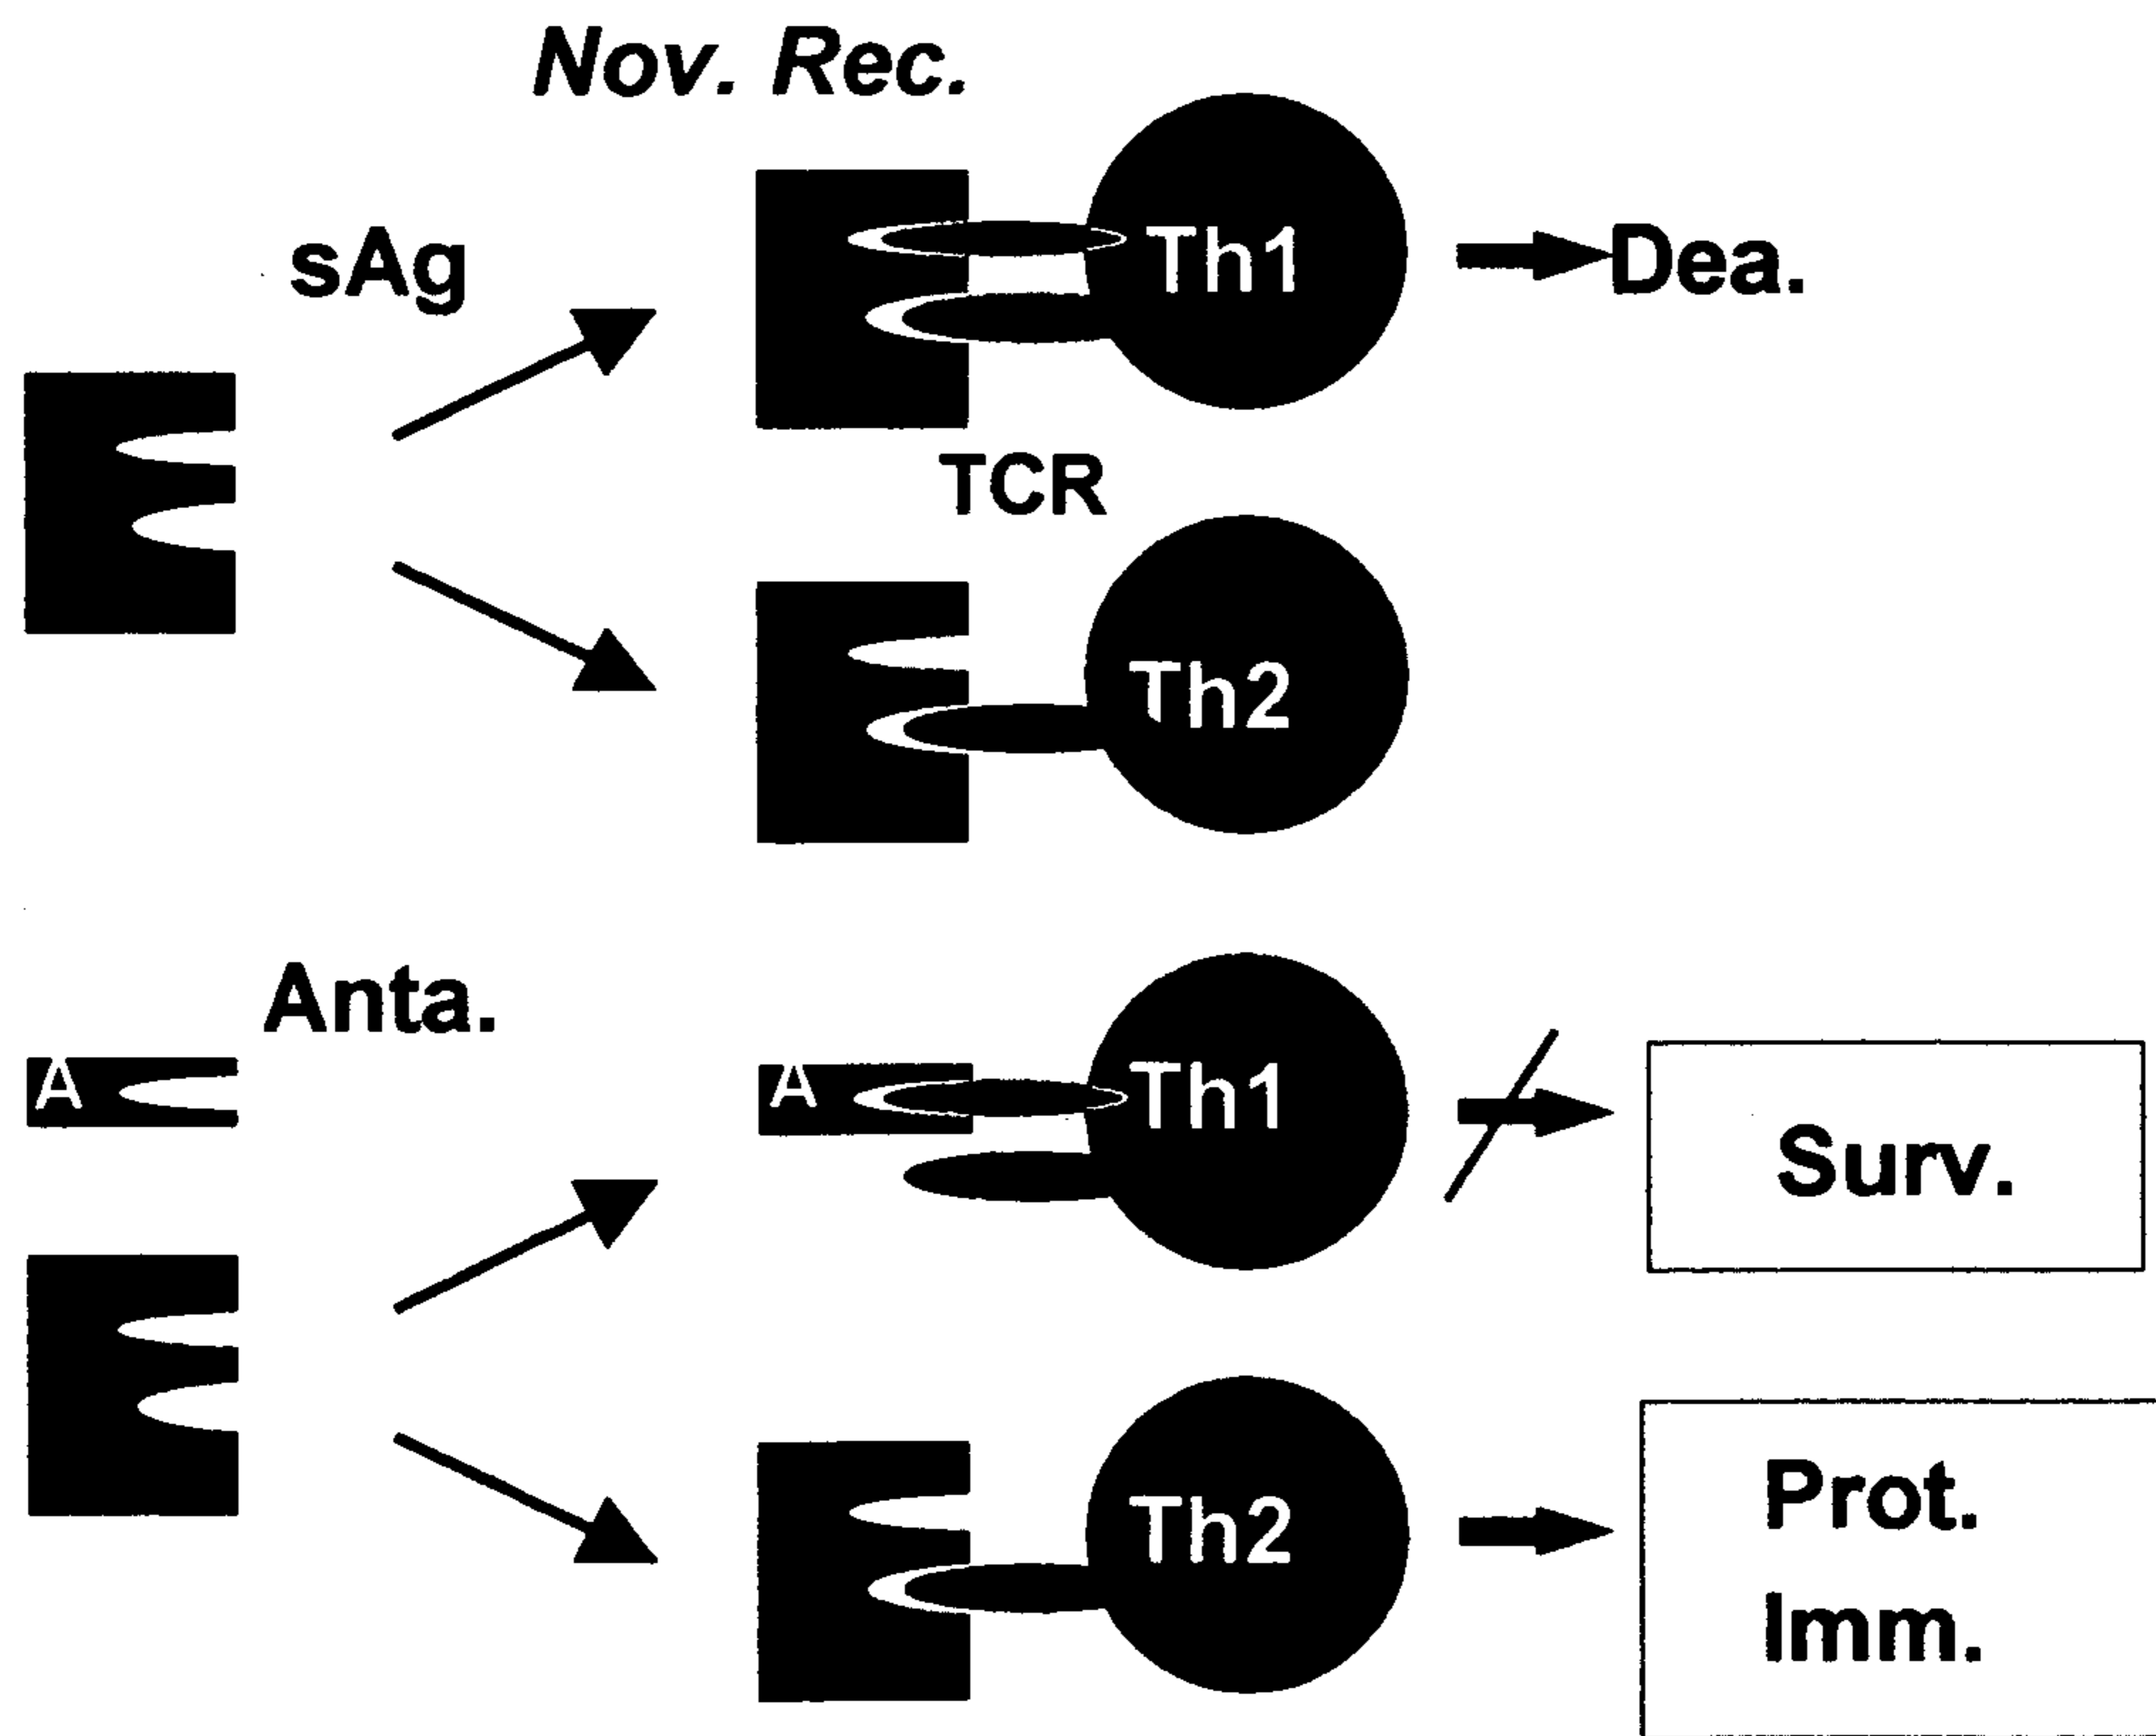 Nov. Rec.
sAg
Th1
Dea.
TCR
Th2
Anta.
A
A
Th1
Surv.
Th2
Prot.
Imm.